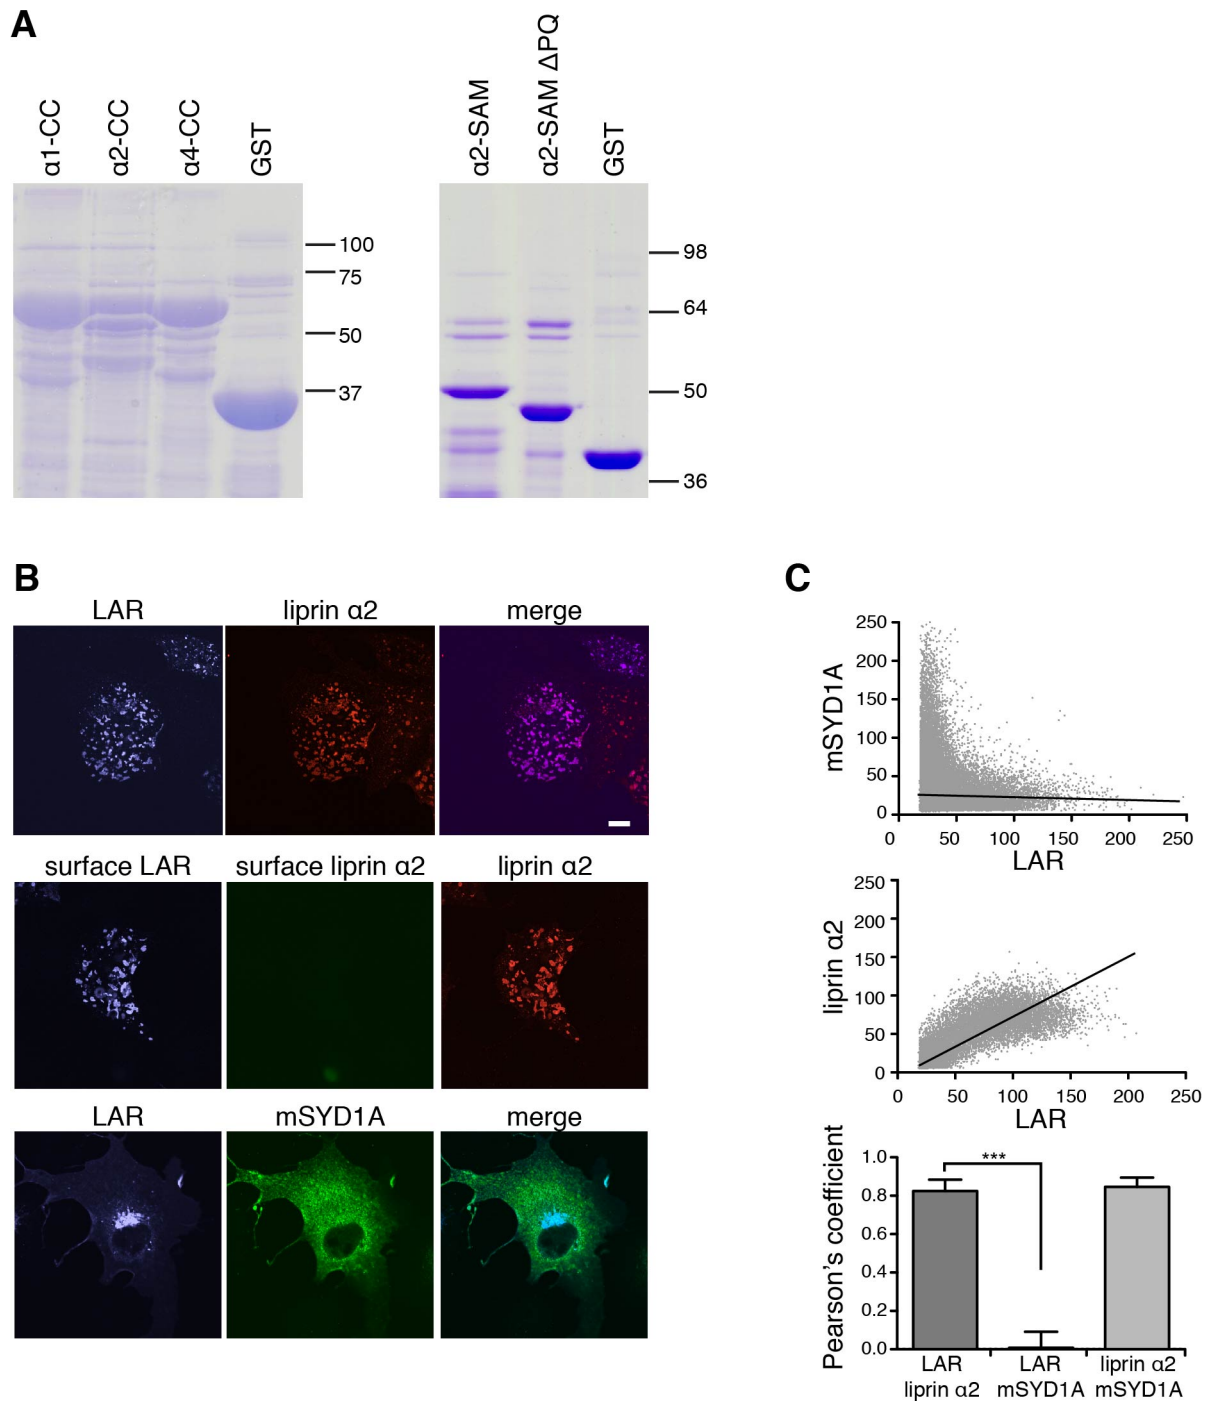 A
α1-CC
α2-CC
α4-CC
GST
100
75
50
37
α2-SAM
α2-SAM ΔPQ
GST
98
64
50
36
B
LAR
liprin α2
merge
surface LAR
surface liprin α2
liprin α2
LAR
mSYD1A
merge
C
mSYD1A
250
200
150
100
50
0
0 50 100 150 200 250
LAR
liprin α2
250
200
150
100
50
0
0 50 100 150 200 250
LAR
Pearson's coefficient
1.0
0.8
0.6
0.4
0.2
0.0
***
LAR LAR liprin α2
liprin α2 mSYD1A mSYD1A